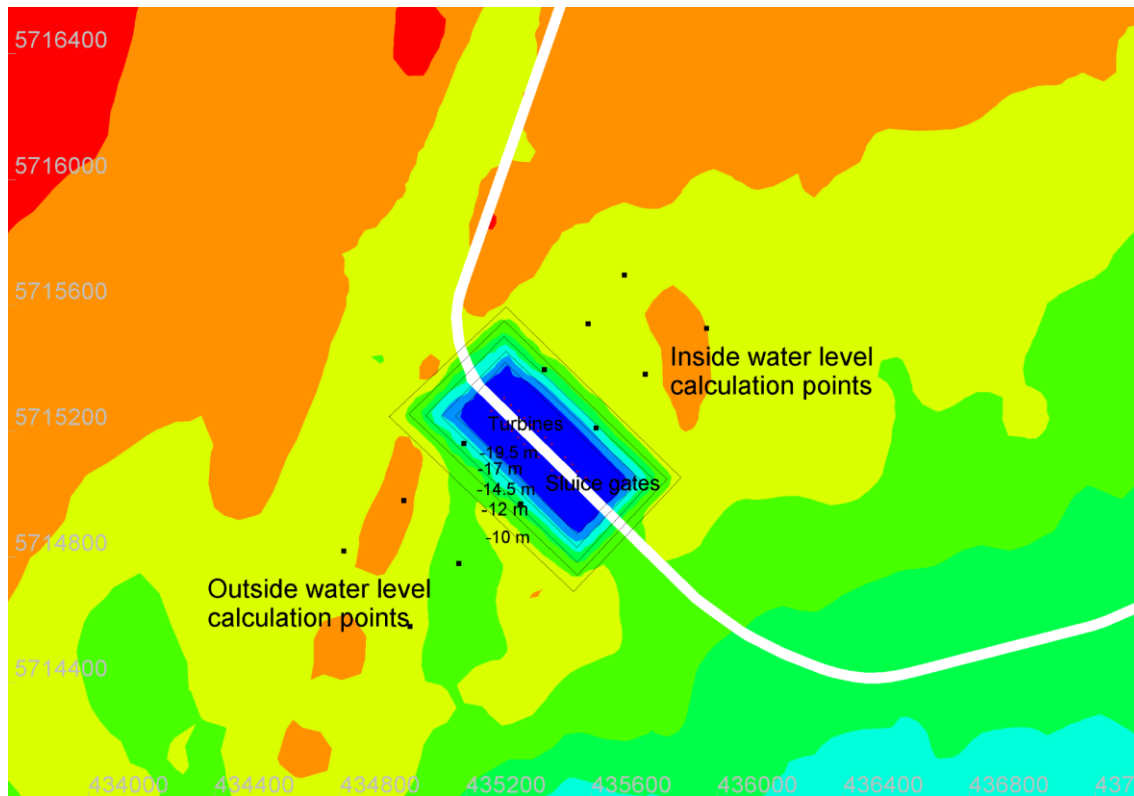 5716400
5716000
5715600
Inside water level
calculation points
5715200
Turbines
-19.5 m
-17 m
Sluice gates
-14.5 m
-12 m
-10 m
5714800
Outside water level
calculation points
5714400
434000 434400 434800 435200 435600 436000 436400 436800 437